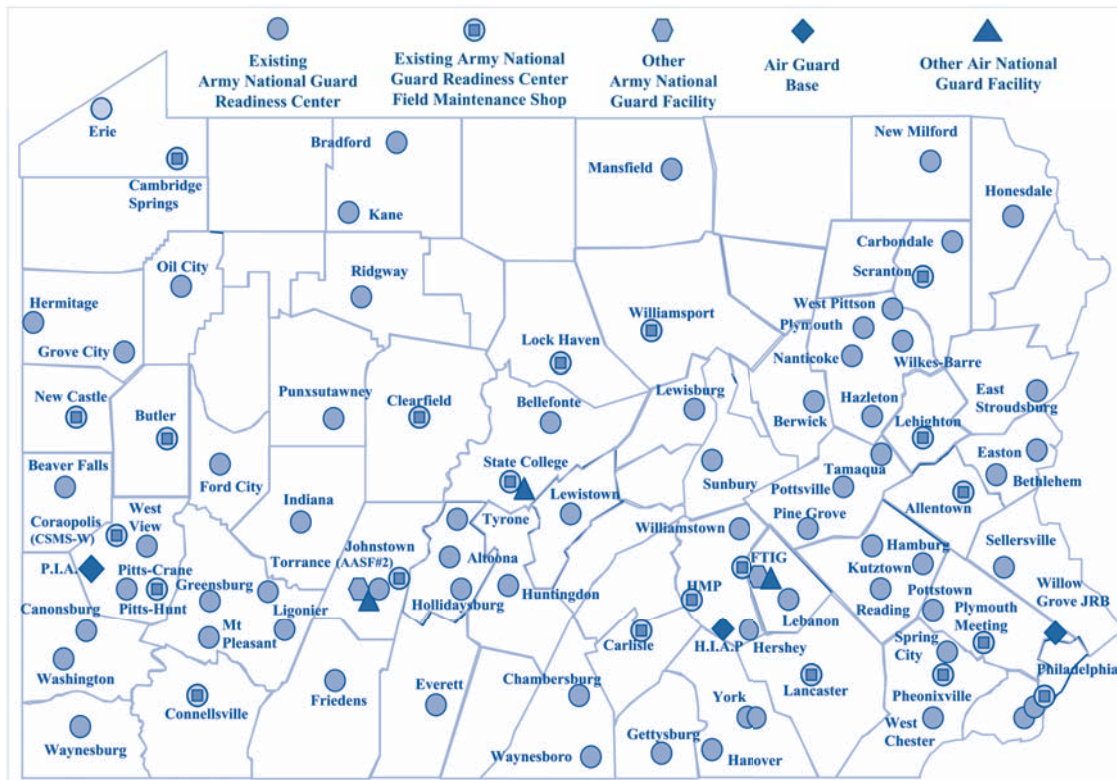 Existing
Army National Guard
Readiness Center
Existing Army National
Guard Readiness Center
Field Maintenance Shop
Other
Army National
Guard Facility
Air Guard
Base
Other Air National
Guard Facility
Erie
Bradford
Mansfield
New Milford
Cambridge
Springs
Kane
Honesdale
Carbondale
Oil City
Ridgway
Scranton
Hermitage
West Pittson
Williamsport
Plymouth
Grove City
Lock Haven
Nanticoke
Wilkes-Barre
New Castle
Butler
Punxsutawney
Clearfield
Bellefonte
Lewisburg
Berwick
Hazleton
Lehighton
East
Stroudsburg
Beaver Falls
Ford City
State College
Sunbury
Tamaqua
Easton
Bethlehem
Indiana
Lewistown
Pottsville
Allentown
Coraopolis
(CSMS-W)
West
View
Tyrone
Williamstown
Pine Grove
P.I.A.
Pitts-Crane
Pitts-Hunt
Torrance
Johnstown
(AASF#2)
Altoona
FTIG
Hamburg
Kutztown
Sellersville
Greensburg
Ligonier
Hollidaysburg
Huntingdon
HMP
Lebanon
Reading
Pottstown
Willow
Grove JRB
Canonsburg
Mt
Pleasant
Carlisle
H.I.A.P
Hershey
Plymouth
Meeting
Spring
City
Washington
Connellsville
Friedens
Everett
Chambersburg
Lancaster
Pheonixville
Philadelphia
Waynesburg
Waynesboro
Gettysburg
York
Hanover
West
Chester